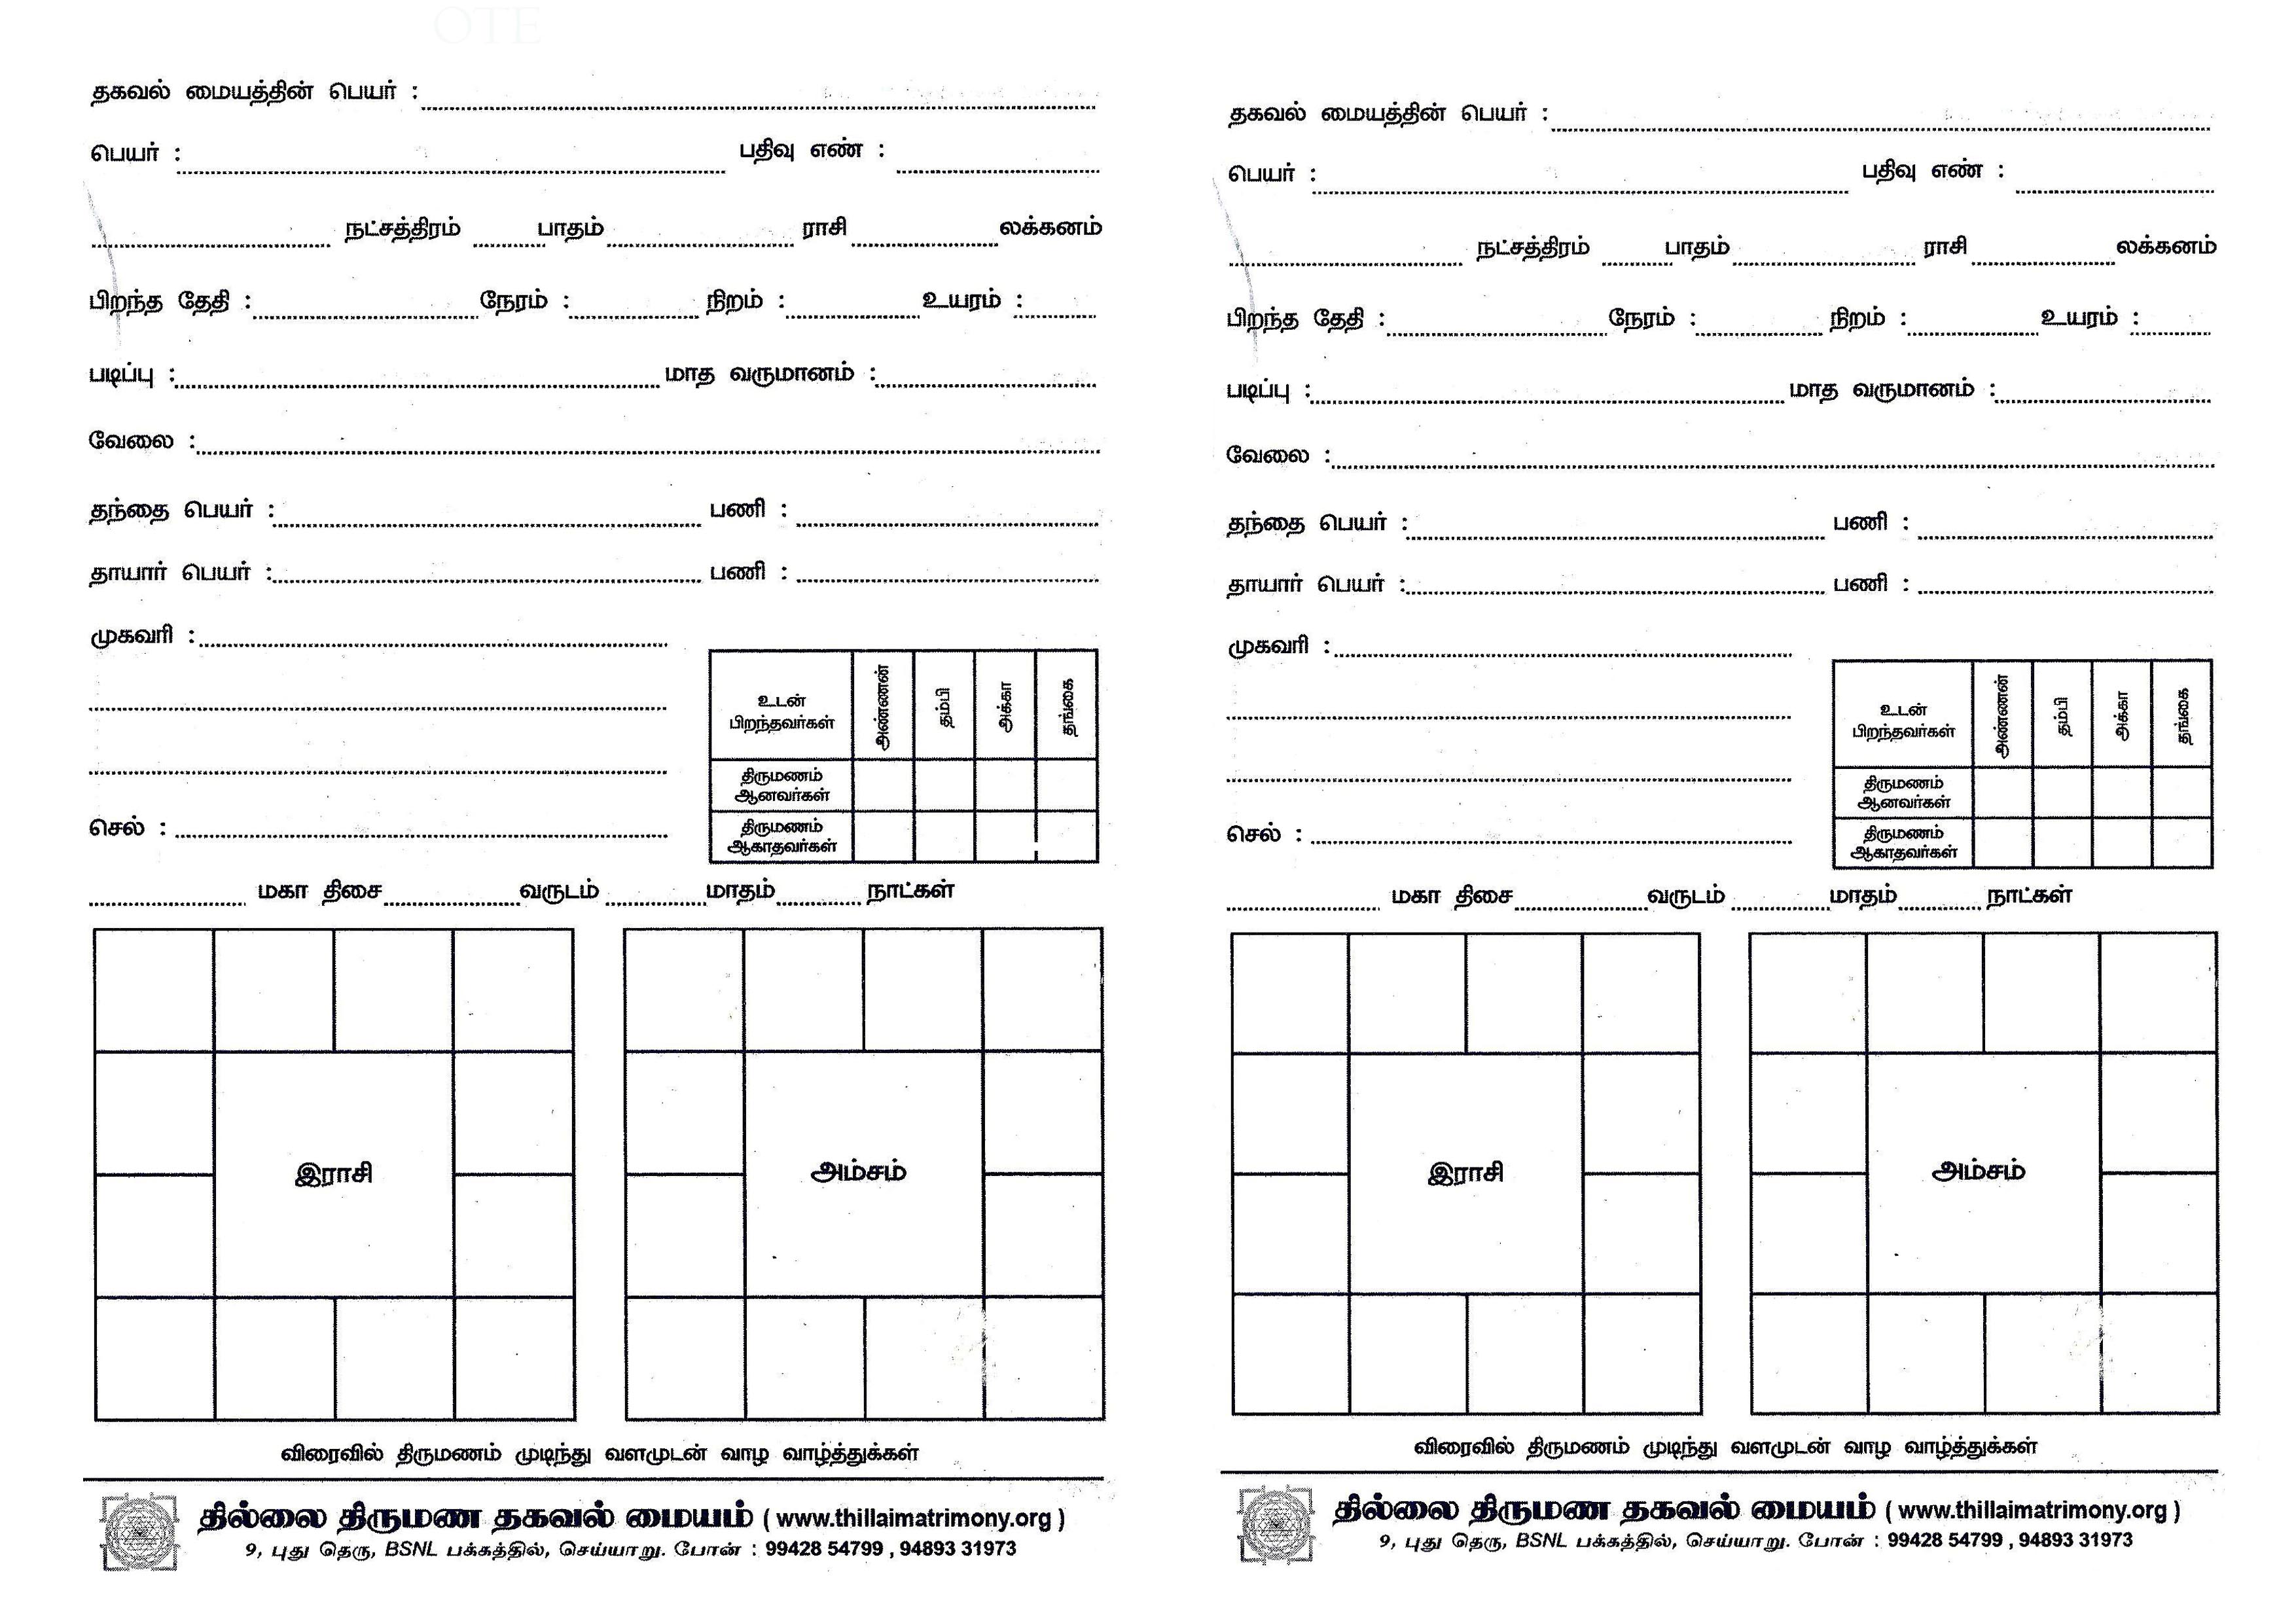 OTE
தகவல் மையத்தின் பெயர் :
பெயர் : பதிவு எண் :
நட்சத்திரம் பாதம் ராசி லக்கனம்
பிறந்த தேதி : நேரம் : நிறம் : உயரம் :
படிப்பு : மாத வருமானம் :
வேலை :
தந்தை பெயர் : பணி :
தாயார் பெயர் : பணி :
முகவரி :
உடன் பிறந்தவர்கள் அண்ணன் தம்பி அக்கா தங்கை
திருமணம் ஆனவர்கள்
திருமணம் ஆகாதவர்கள்
செல் :
மகா திசை வருடம் மாதம் நாட்கள்
இராசி அம்சம்
விரைவில் திருமணம் முடிந்து வளமுடன் வாழ வாழ்த்துக்கள்
தில்லை திருமண தகவல் மையம் ( www.thillaimatrimony.org )
9, புது தெரு, BSNL பக்கத்தில், செய்யாறு. போன் : 99428 54799 , 94893 31973
தகவல் மையத்தின் பெயர் :
பெயர் : பதிவு எண் :
நட்சத்திரம் பாதம் ராசி லக்கனம்
பிறந்த தேதி : நேரம் : நிறம் : உயரம் :
படிப்பு : மாத வருமானம் :
வேலை :
தந்தை பெயர் : பணி :
தாயார் பெயர் : பணி :
முகவரி :
உடன் பிறந்தவர்கள் அண்ணன் தம்பி அக்கா தங்கை
திருமணம் ஆனவர்கள்
திருமணம் ஆகாதவர்கள்
செல் :
மகா திசை வருடம் மாதம் நாட்கள்
இராசி அம்சம்
விரைவில் திருமணம் முடிந்து வளமுடன் வாழ வாழ்த்துக்கள்
தில்லை திருமண தகவல் மையம் ( www.thillaimatrimony.org )
9, புது தெரு, BSNL பக்கத்தில், செய்யாறு. போன் : 99428 54799 , 94893 31973